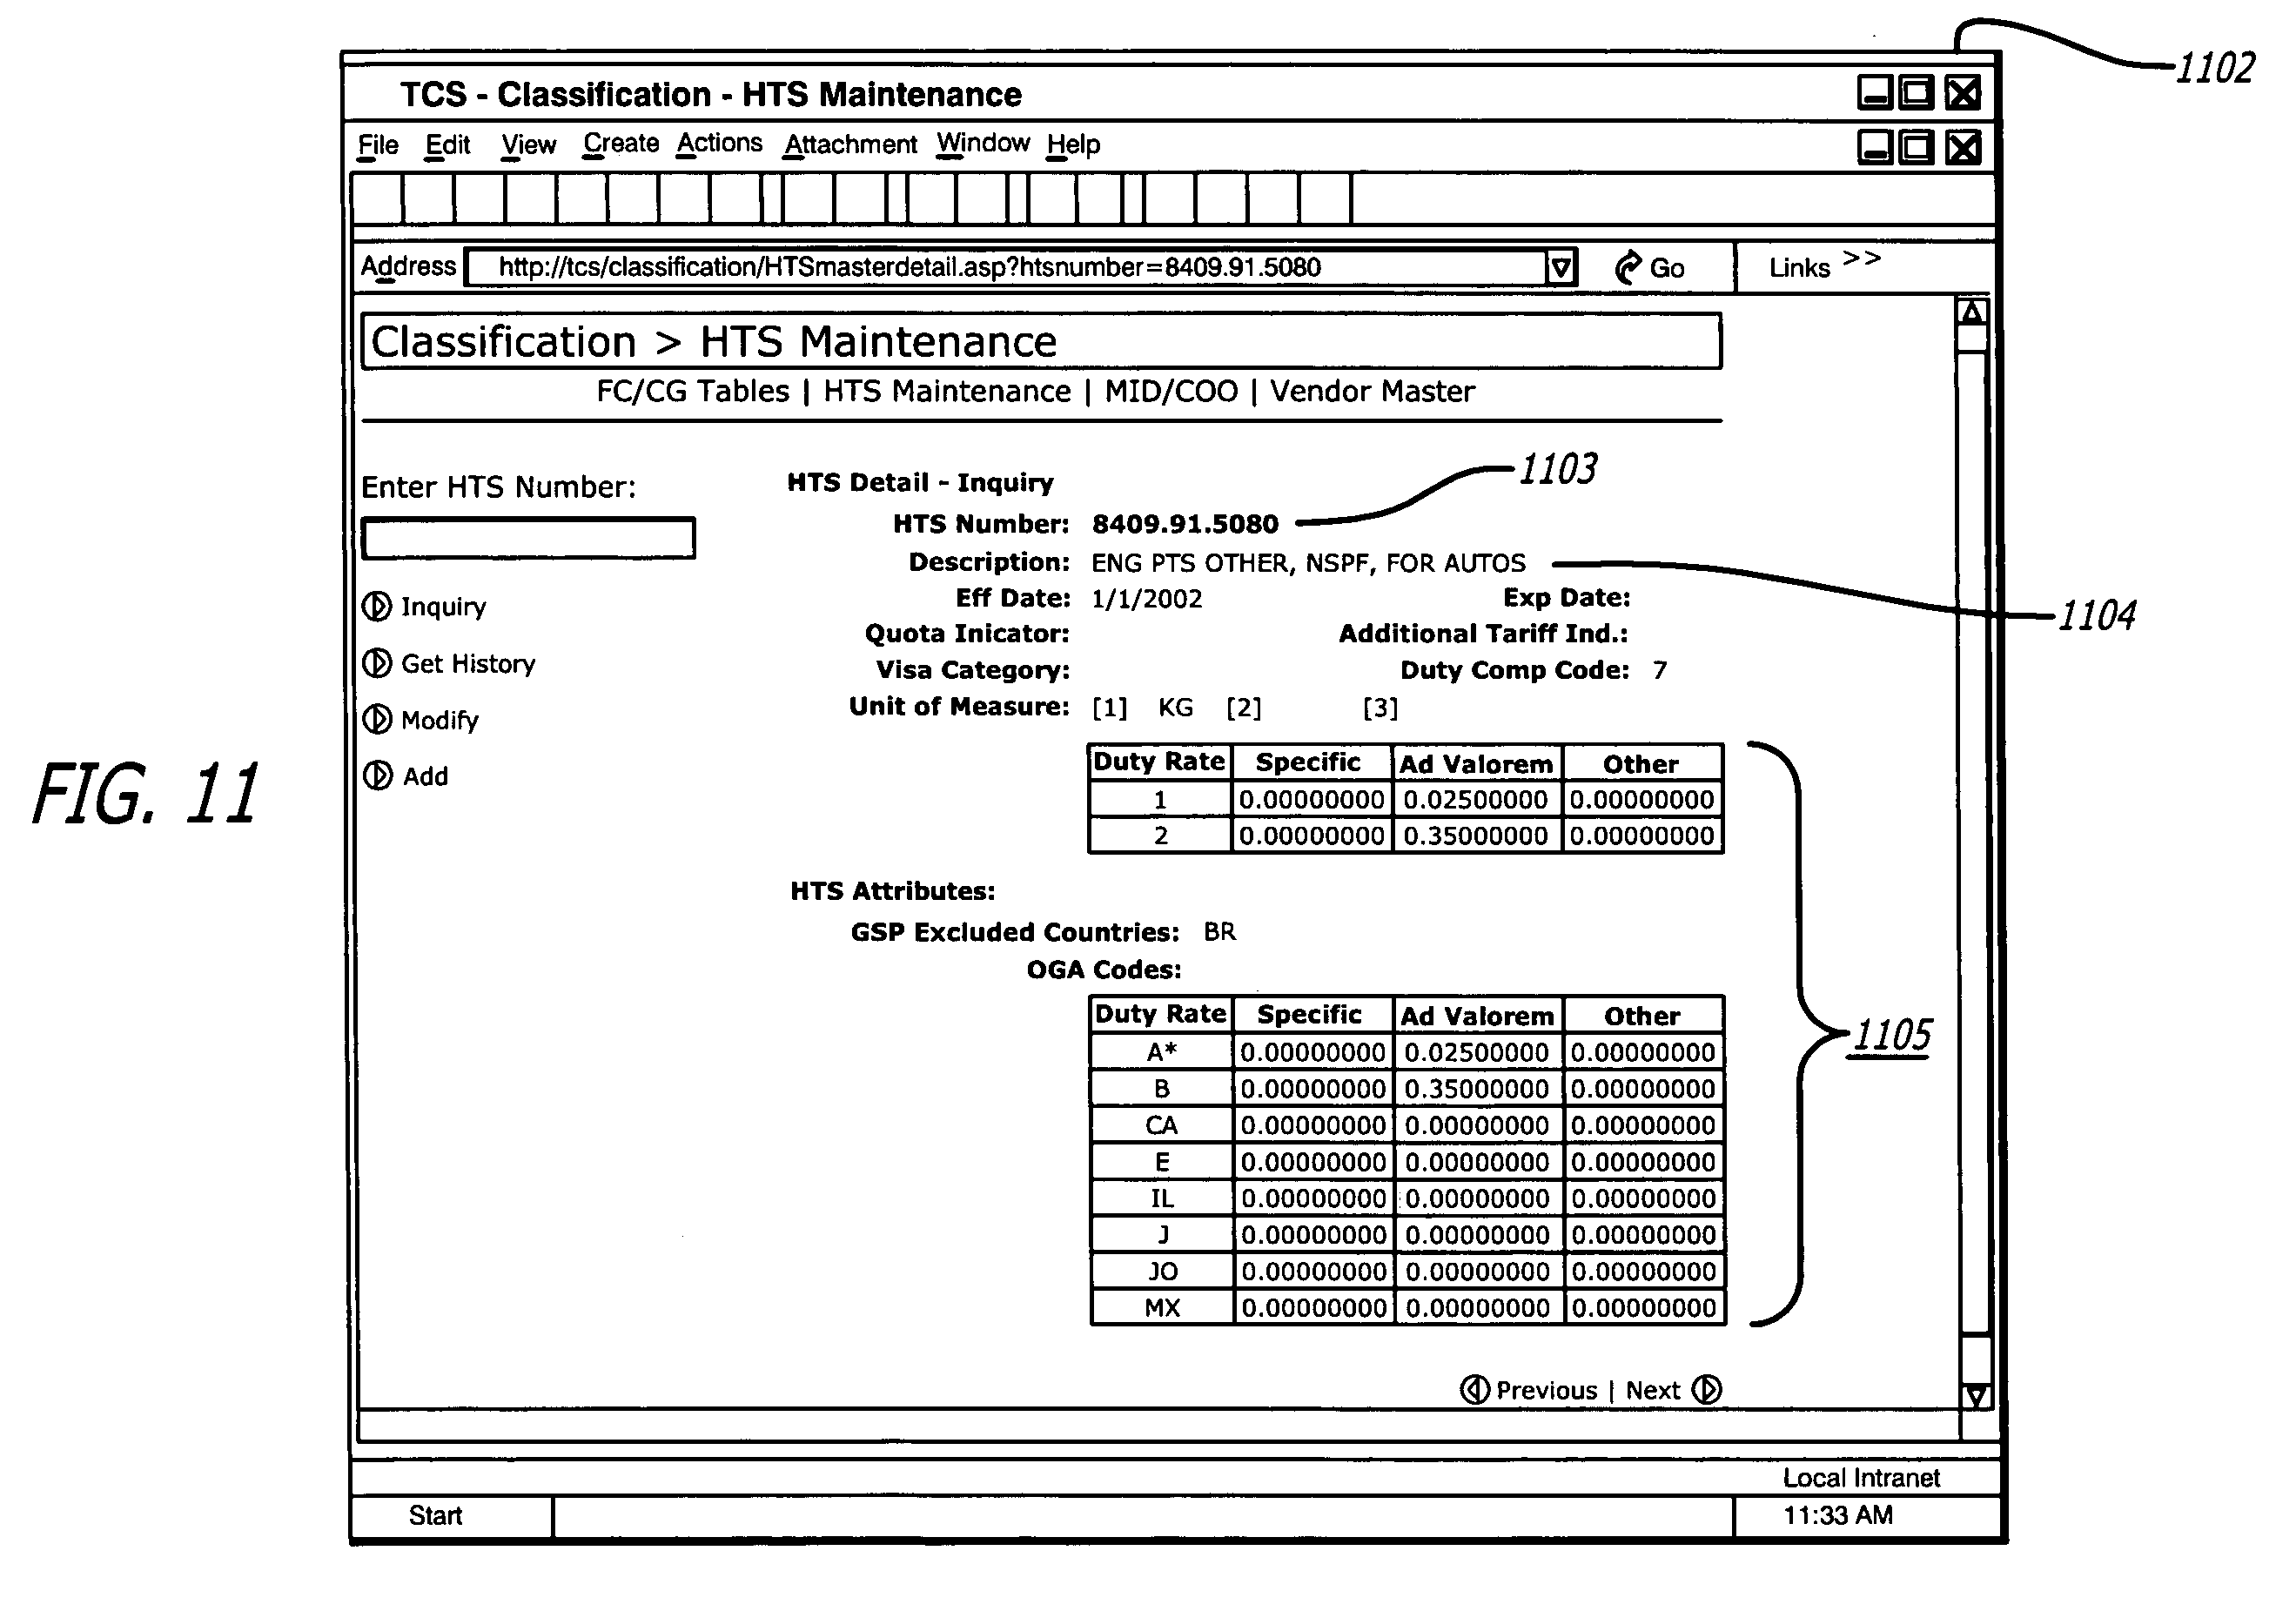 1102
TCS - Classification - HTS Maintenance
File Edit View Create Actions Attachment Window Help
Address http://tcs/classification/HTSmasterdetail.asp?htsnumber=8409.91.5080 Go Links >>
Classification > HTS Maintenance
FC/CG Tables | HTS Maintenance | MID/COO | Vendor Master
1103
Enter HTS Number:
HTS Detail - Inquiry
HTS Number: 8409.91.5080
Description: ENG PTS OTHER, NSPF, FOR AUTOS
Inquiry
Eff Date: 1/1/2002 Exp Date:
1104
Quota Inicator: Additional Tariff Ind.:
Get History
Visa Category: Duty Comp Code: 7
Unit of Measure: [1] KG [2] [3]
Modify
Add
FIG. 11
Duty Rate Specific Ad Valorem Other
1 0.00000000 0.02500000 0.00000000
2 0.00000000 0.35000000 0.00000000
HTS Attributes:
GSP Excluded Countries: BR
OGA Codes:
Duty Rate Specific Ad Valorem Other
A* 0.00000000 0.02500000 0.00000000
B 0.00000000 0.35000000 0.00000000
CA 0.00000000 0.00000000 0.00000000
E 0.00000000 0.00000000 0.00000000
IL 0.00000000 0.00000000 0.00000000
J 0.00000000 0.00000000 0.00000000
JO 0.00000000 0.00000000 0.00000000
MX 0.00000000 0.00000000 0.00000000
1105
Previous | Next
Local Intranet
Start 11:33 AM